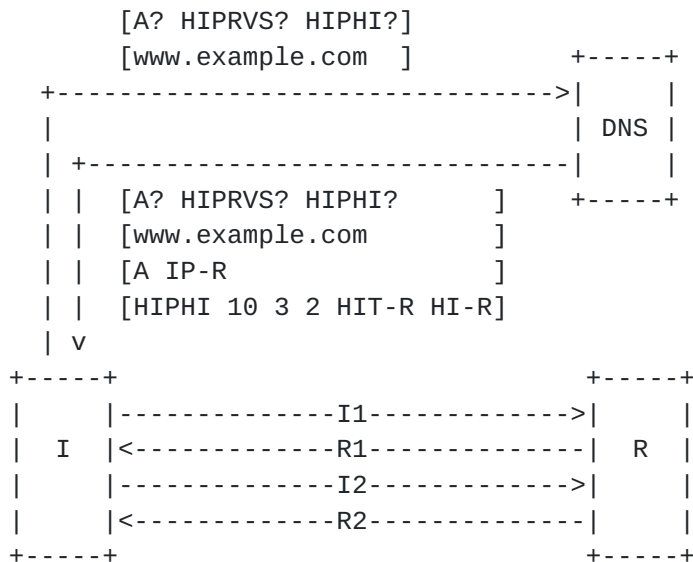 [A? HIPRVS? HIPHI?]
[www.example.com  ]
DNS
[A? HIPRVS? HIPHI?      ]
[www.example.com        ]
[A IP-R                 ]
[HIPHI 10 3 2 HIT-R HI-R]
I1
I R1 R
I2
R2